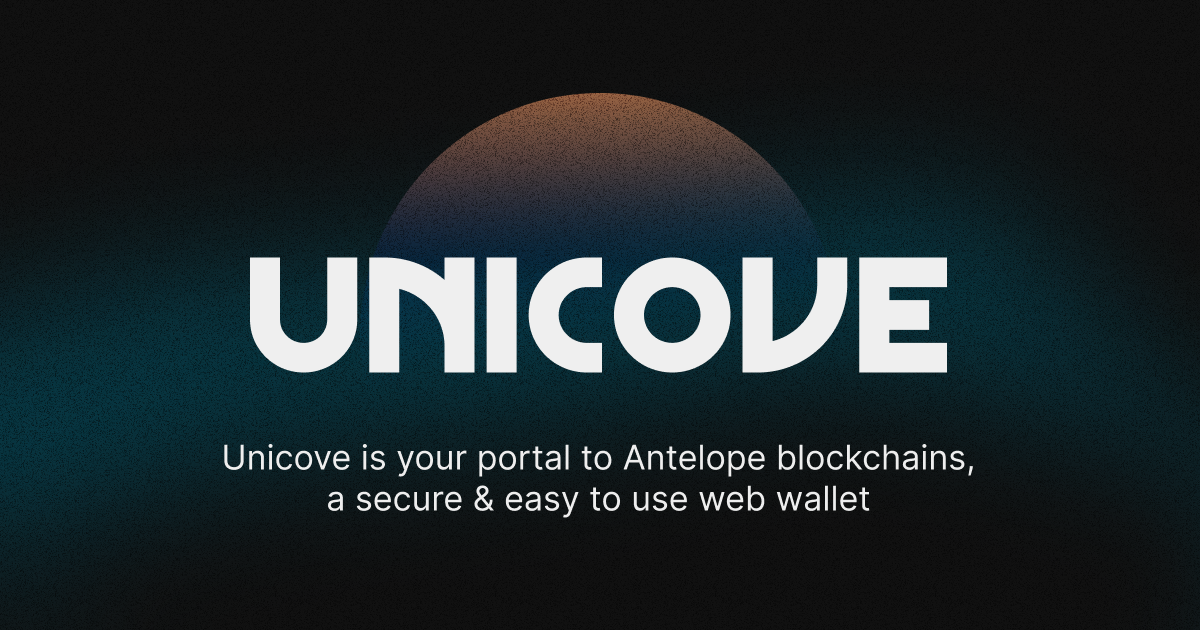 UNICOVE
Unicove is your portal to Antelope blockchains,
a secure & easy to use web wallet